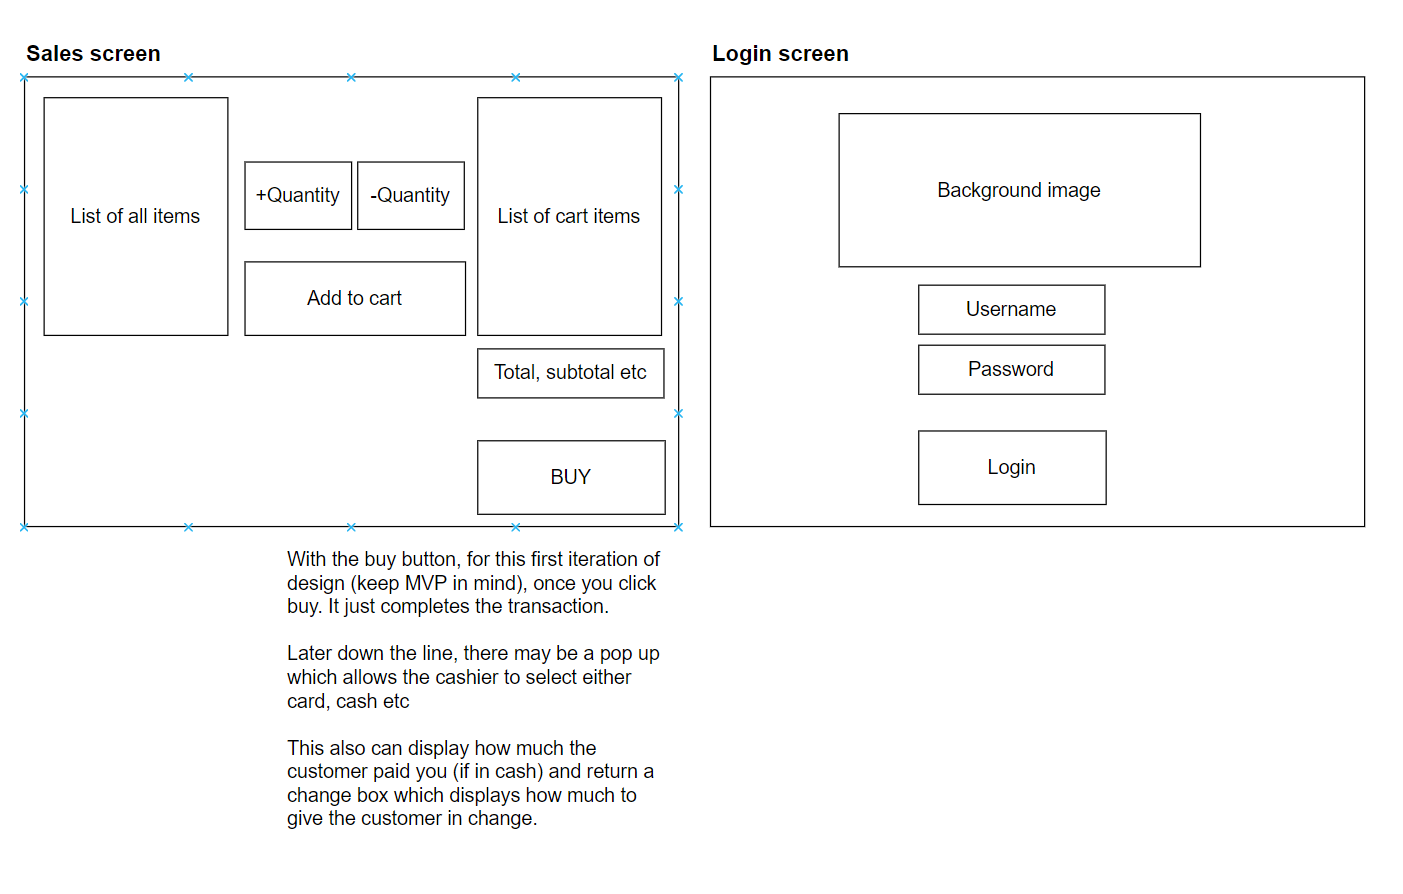 Sales screen
List of all items
+Quantity
-Quantity
Add to cart
List of cart items
Total, subtotal etc
BUY
With the buy button, for this first iteration of
design (keep MVP in mind), once you click
buy. It just completes the transaction.
Later down the line, there may be a pop up
which allows the cashier to select either
card, cash etc
This also can display how much the
customer paid you (if in cash) and return a
change box which displays how much to
give the customer in change.
Login screen
Background image
Username
Password
Login